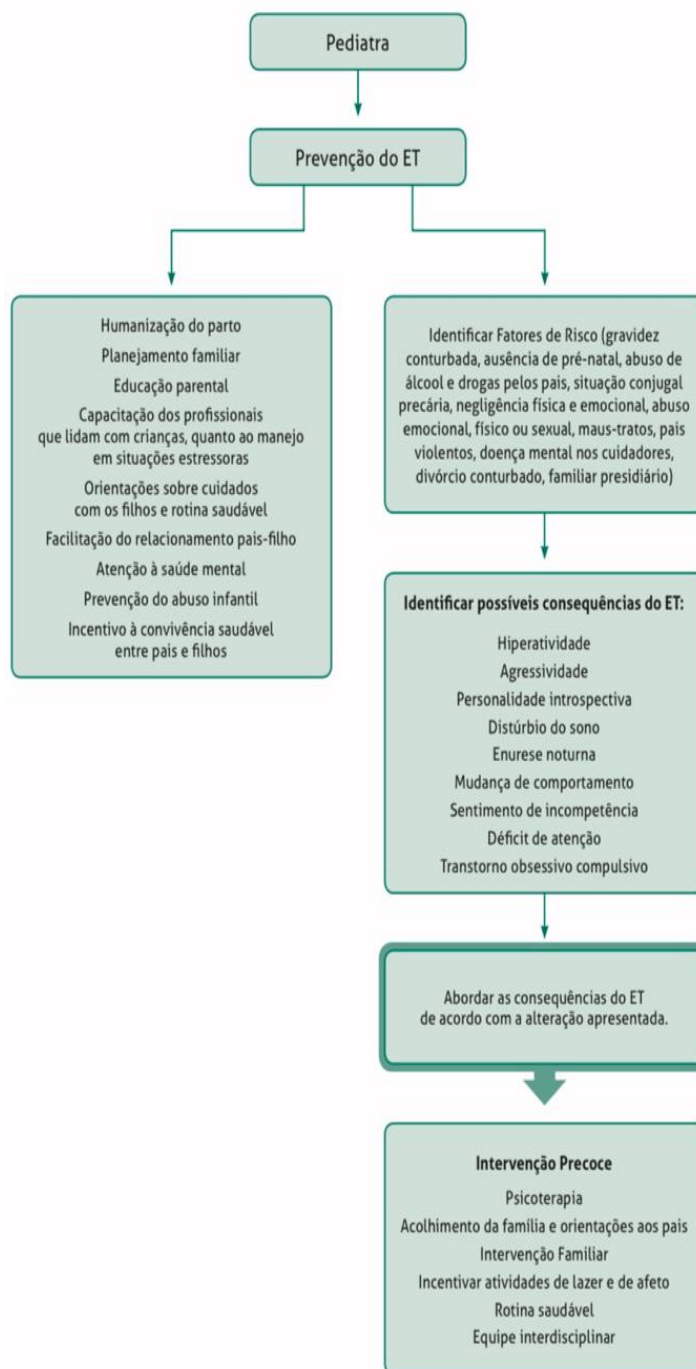 Pediatra
Prevenção do ET
Humanização do parto
Planejamento familiar
Educação parental
Capacitação dos profissionais
que lidam com crianças, quanto ao manejo
em situações estressoras
Orientações sobre cuidados
com os filhos e rotina saudável
Facilitação do relacionamento pais-filho
Atenção à saúde mental
Prevenção do abuso infantil
Incentivo à convivência saudável
entre pais e filhos
Identificar Fatores de Risco (gravidez
conturbada, ausência de pré-natal, abuso de
álcool e drogas pelos pais, situação conjugal
precária, negligência física e emocional, abuso
emocional, físico ou sexual, maus-tratos, pais
violentos, doença mental nos cuidadores,
divórcio conturbado, familiar presidiário)
Identificar possíveis consequências do ET:
Hiperatividade
Agressividade
Personalidade introspectiva
Distúrbio do sono
Enurese noturna
Mudança de comportamento
Sentimento de incompetência
Déficit de atenção
Transtorno obsessivo compulsivo
Abordar as consequências do ET
de acordo com a alteração apresentada.
Intervenção Precoce
Psicoterapia
Acolhimento da família e orientações aos pais
Intervenção Familiar
Incentivar atividades de lazer e de afeto
Rotina saudável
Equipe interdisciplinar